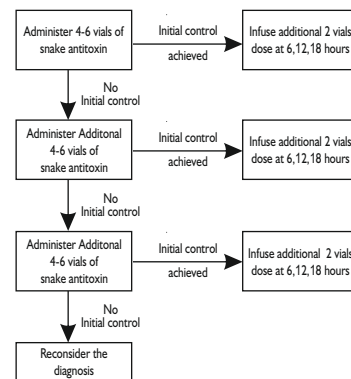 Administer 4-6 vials of
snake antitoxin
Initial control
achieved
Infuse additional 2 vials
dose at 6,12,18 hours
No
Initial control
Administer Additonal
4-6 vials of
snake antitoxin
Initial control
achieved
Infuse additional 2 vials
dose at 6,12,18 hours
No
Initial control
Administer Additonal
4-6 vials of
snake antitoxin
Initial control
achieved
Infuse additional 2 vials
dose at 6,12,18 hours
No
Initial control
Reconsider the
diagnosis